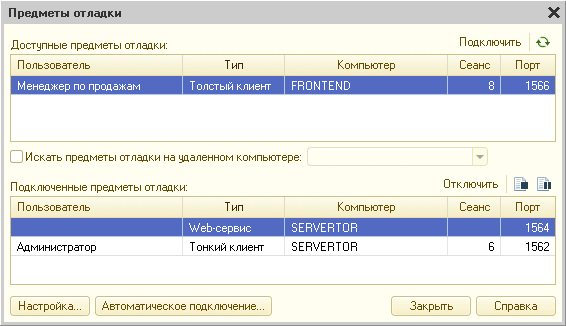 Предметы отладки
Доступные предметы отладки: Подключить
Пользователь Тип Компьютер Сеанс Порт
Менеджер по продажам Толстый клиент FRONTEND 8 1566
Искать предметы отладки на удаленном компьютере:
Подключенные предметы отладки: Отключить
Пользователь Тип Компьютер Сеанс Порт
Web-сервис SERVERTOR 1564
Администратор Тонкий клиент SERVERTOR 6 1562
Настройка... Автоматическое подключение... Закрыть Справка